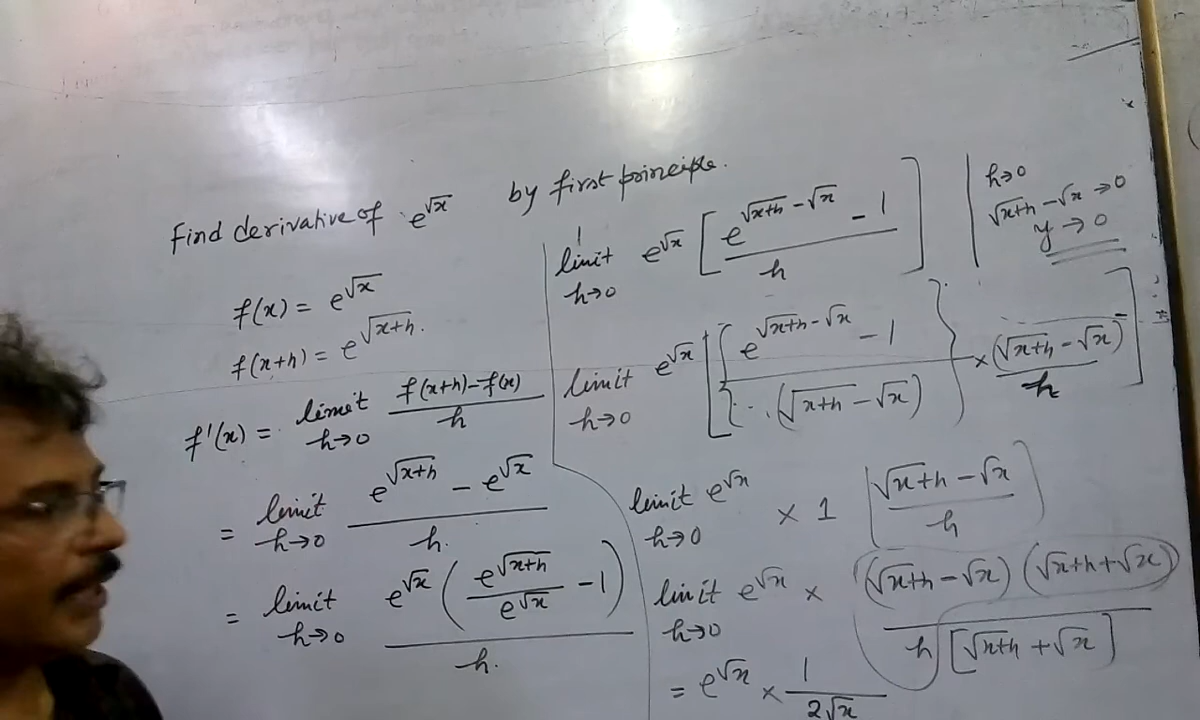 Find derivative of e^√x by first principle.
f(x) = e^√x
f(x+h) = e^√(x+h).
f'(x) = limit h→0 (f(x+h) - f(x))/h
= limit h→0 (e^√(x+h) - e^√x)/h.
= limit h→0 e^√x (e^√(x+h)/e^√x - 1)/h.
limit h→0 e^√x [(e^(√(x+h) - √x) - 1)/h]
h→0
√(x+h) - √x → 0
y → 0
limit h→0 e^√x [{(e^(√(x+h) - √x) - 1)/(√(x+h) - √x)} × (√(x+h) - √x)/h]
limit h→0 e^√x × 1 [(√(x+h) - √x)/h]
limit h→0 e^√x × (√(x+h) - √x)(√(x+h) + √x)/h[√(x+h) + √x]
= e^√x × 1/(2√x)